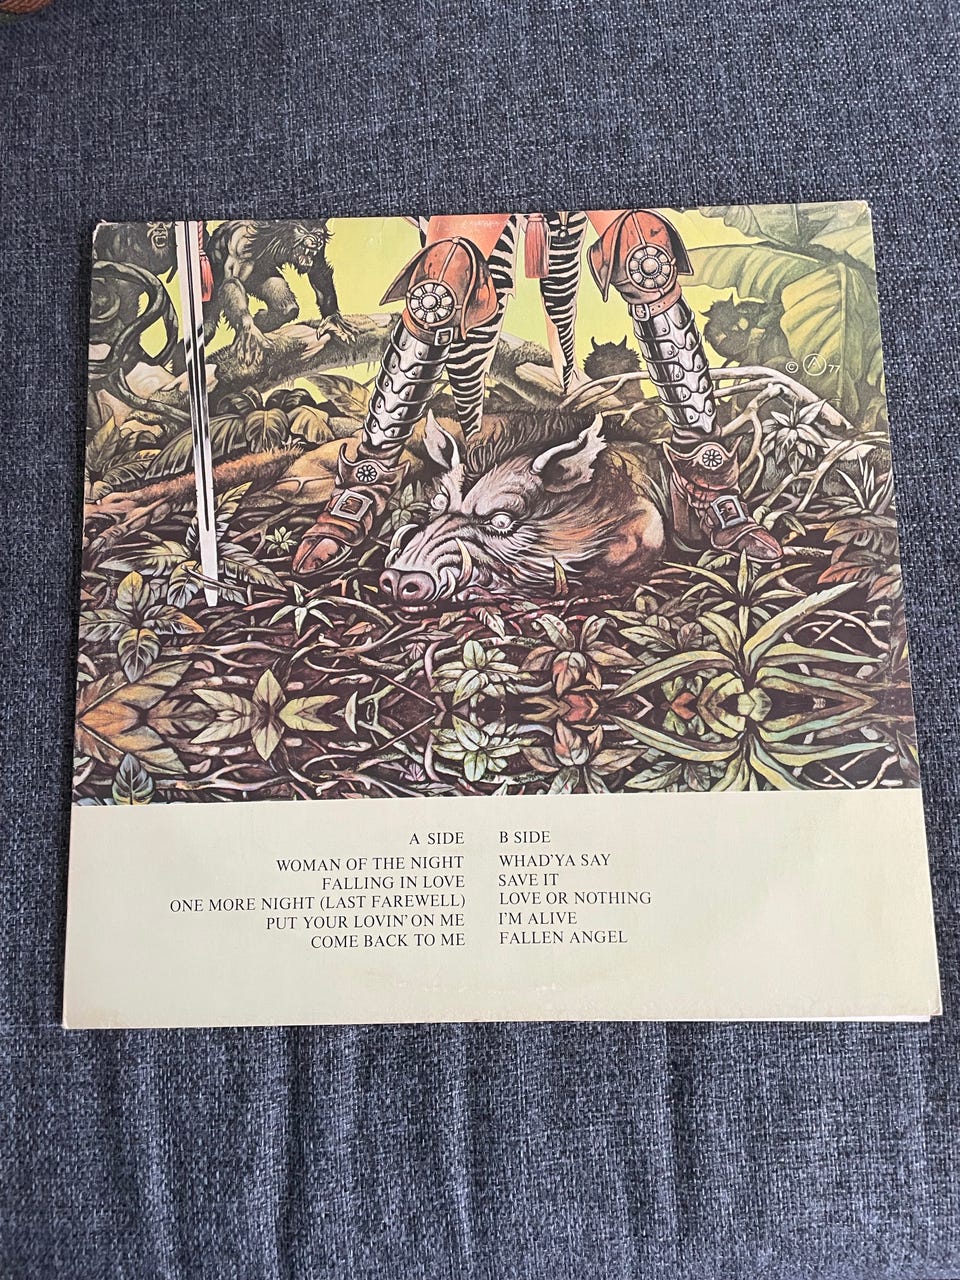 © A 77
A SIDE
WOMAN OF THE NIGHT
FALLING IN LOVE
ONE MORE NIGHT (LAST FAREWELL)
PUT YOUR LOVIN' ON ME
COME BACK TO ME
B SIDE
WHAD'YA SAY
SAVE IT
LOVE OR NOTHING
I'M ALIVE
FALLEN ANGEL